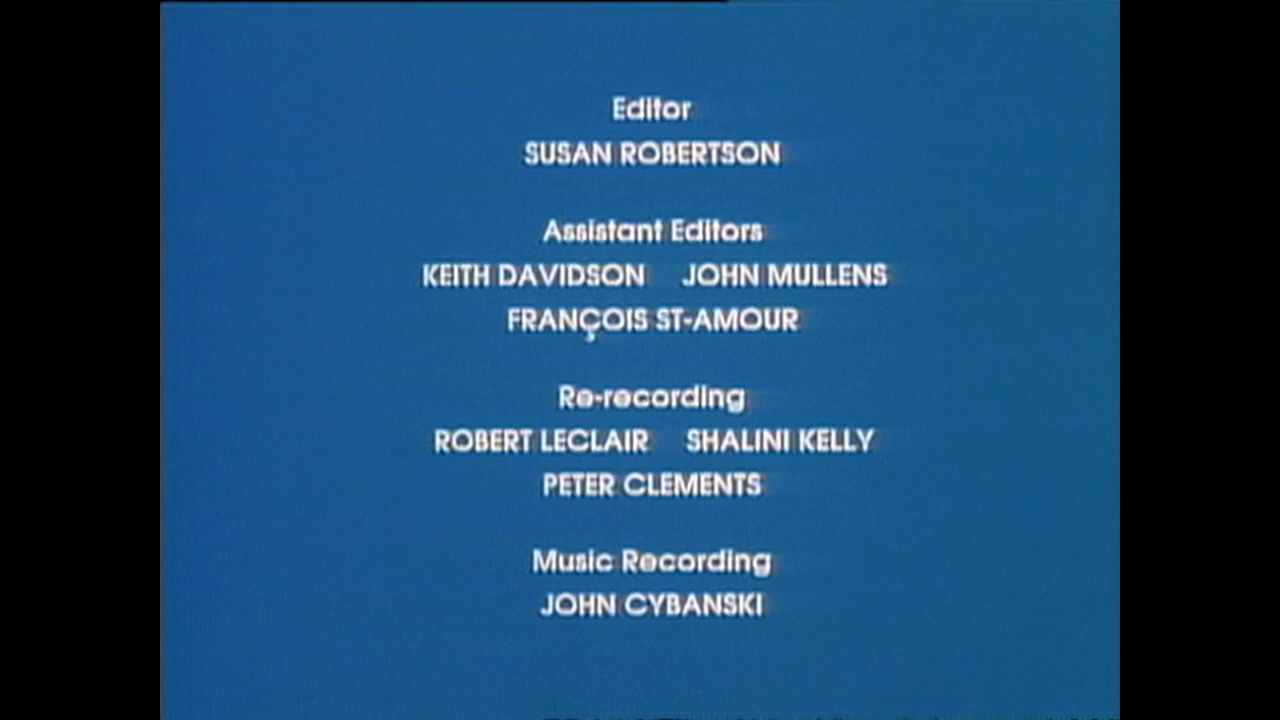 Editor
SUSAN ROBERTSON
Assistant Editors
KEITH DAVIDSON JOHN MULLENS
FRANÇOIS ST-AMOUR
Re-recording
ROBERT LECLAIR SHALINI KELLY
PETER CLEMENTS
Music Recording
JOHN CYBANSKI